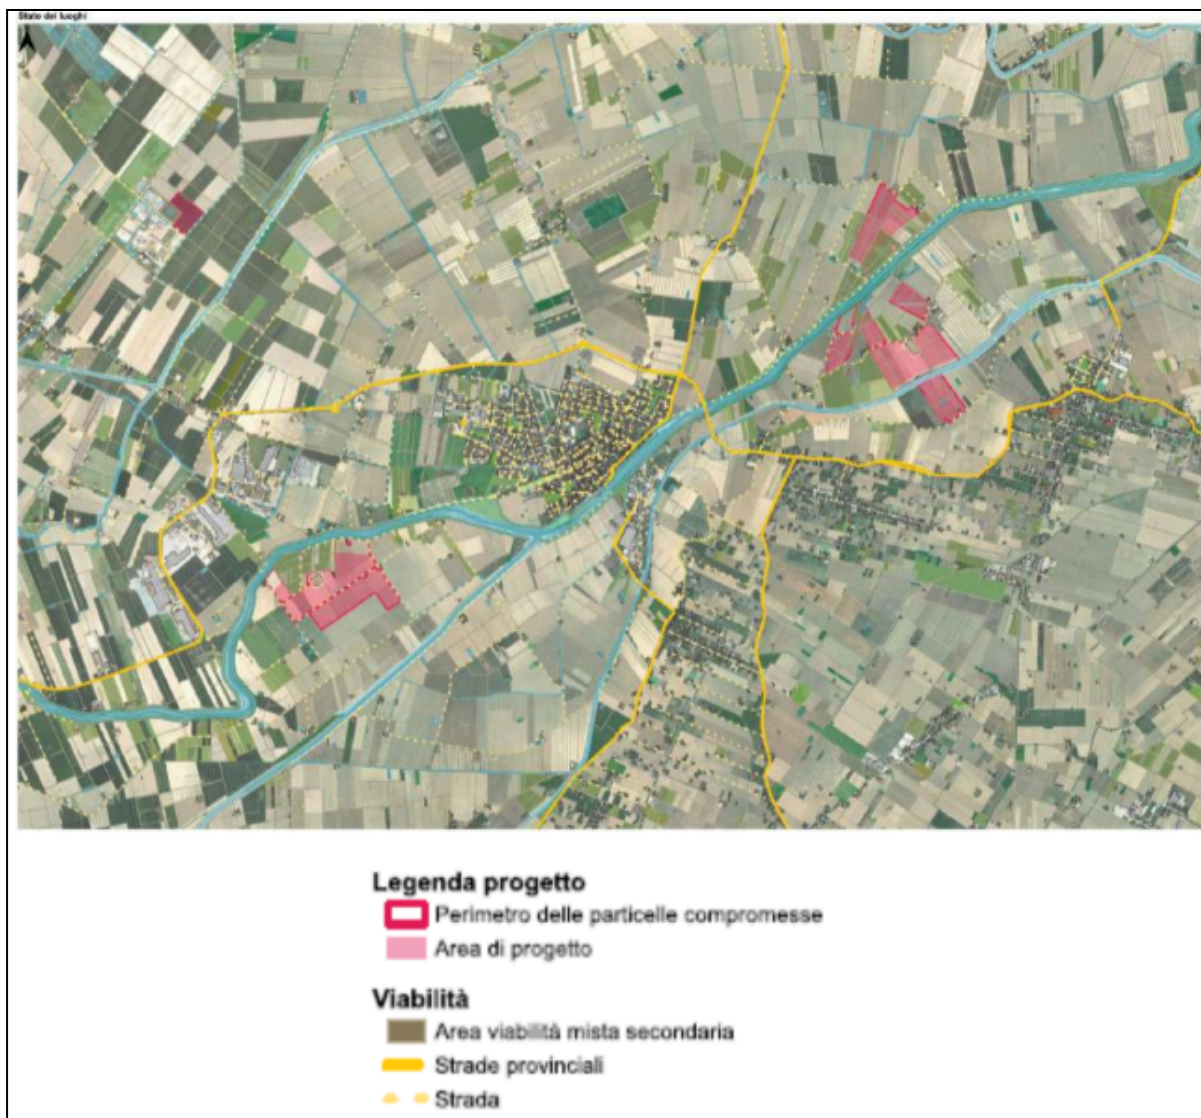 Stato dei luoghi
Legenda progetto
Perimetro delle particelle compromesse
Area di progetto
Viabilità
Area viabilità mista secondaria
Strade provinciali
Strada